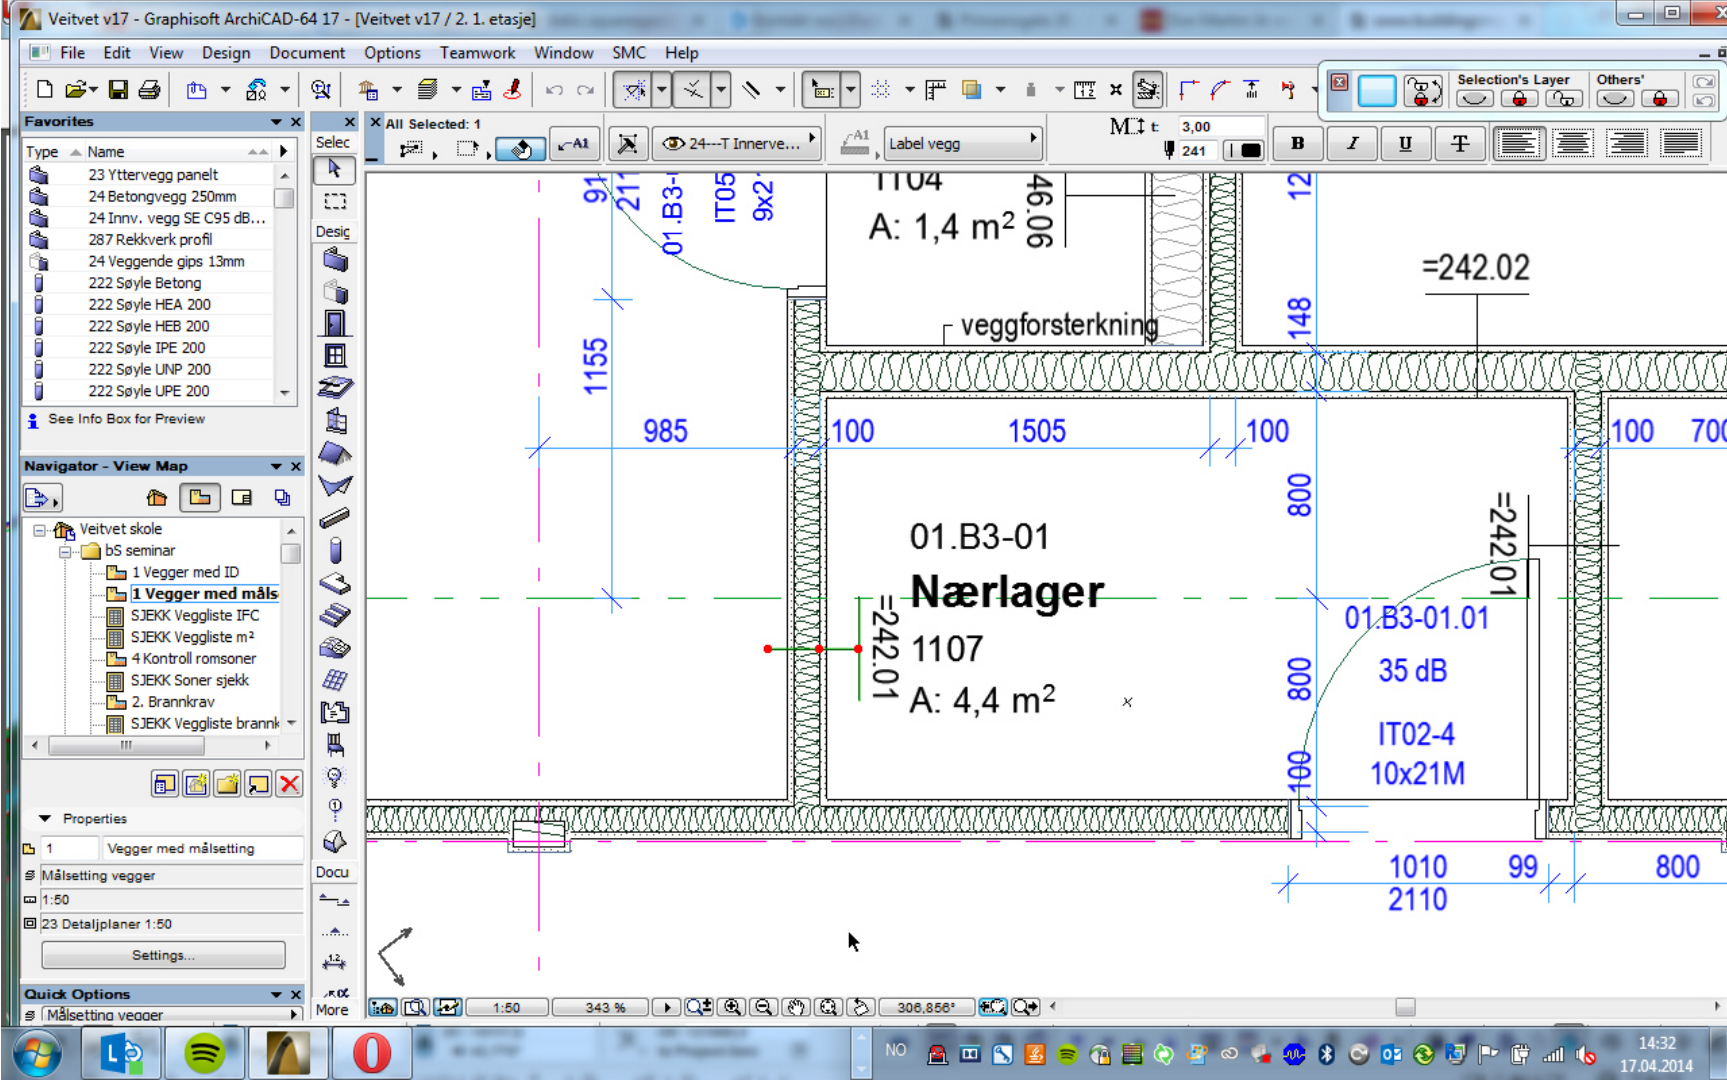 Veitvet v17 - Graphisoft ArchiCAD-64 17 - [Veitvet v17 / 2. 1. etasje]
File Edit View Design Document Options Teamwork Window SMC Help
Selection's Layer Others'
Favorites
Type Name
23 Yttervegg panelt
24 Betongvegg 250mm
24 Innv. vegg SE C95 dB...
287 Rekkverk profil
24 Veggende gips 13mm
222 Søyle Betong
222 Søyle HEA 200
222 Søyle HEB 200
222 Søyle IPE 200
222 Søyle UNP 200
222 Søyle UPE 200
See Info Box for Preview
Navigator - View Map
Veitvet skole
bS seminar
1 Vegger med ID
1 Vegger med måls
SJEKK Veggliste IFC
SJEKK Veggliste m²
4 Kontroll romsoner
SJEKK Soner sjekk
2. Brannkrav
SJEKK Veggliste brannk
Properties
1 Vegger med målsetting
Målsetting vegger
1:50
23 Detaljplaner 1:50
Settings...
Quick Options
Målsetting vegger
Selec
Desig
Docu
More
All Selected: 1
A1
24---T Innerve...
A1
Label vegg
M t: 3,00
241
B I U T
91
211
01.B3-
IT05
9x2
1T04
A: 1,4 m²
46.06
12
=242.02
veggforsterkning
148
1155
985 100 1505 100 100 700
800
=242.01
01.B3-01
Nærlager
1107
A: 4,4 m²
=242.01
x
01.B3-01.01
35 dB
IT02-4
10x21M
800
100
1010 99 800
2110
1:50 343 % 306,856°
NO
14:32
17.04.2014